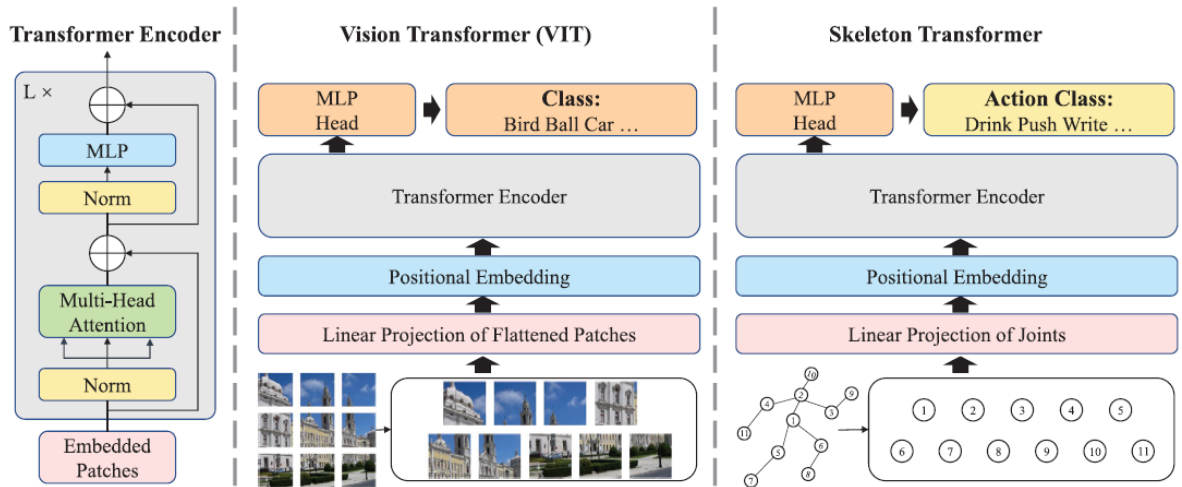 Transformer Encoder
L ×
MLP
Norm
Multi-Head
Attention
Norm
Embedded
Patches
Vision Transformer (VIT)
MLP
Head
Class:
Bird Ball Car ...
Transformer Encoder
Positional Embedding
Linear Projection of Flattened Patches
Skeleton Transformer
MLP
Head
Action Class:
Drink Push Write ...
Transformer Encoder
Positional Embedding
Linear Projection of Joints
10
2
9
4
3
1
11
5
6
7
8
1 2 3 4 5
6 7 8 9 10 11